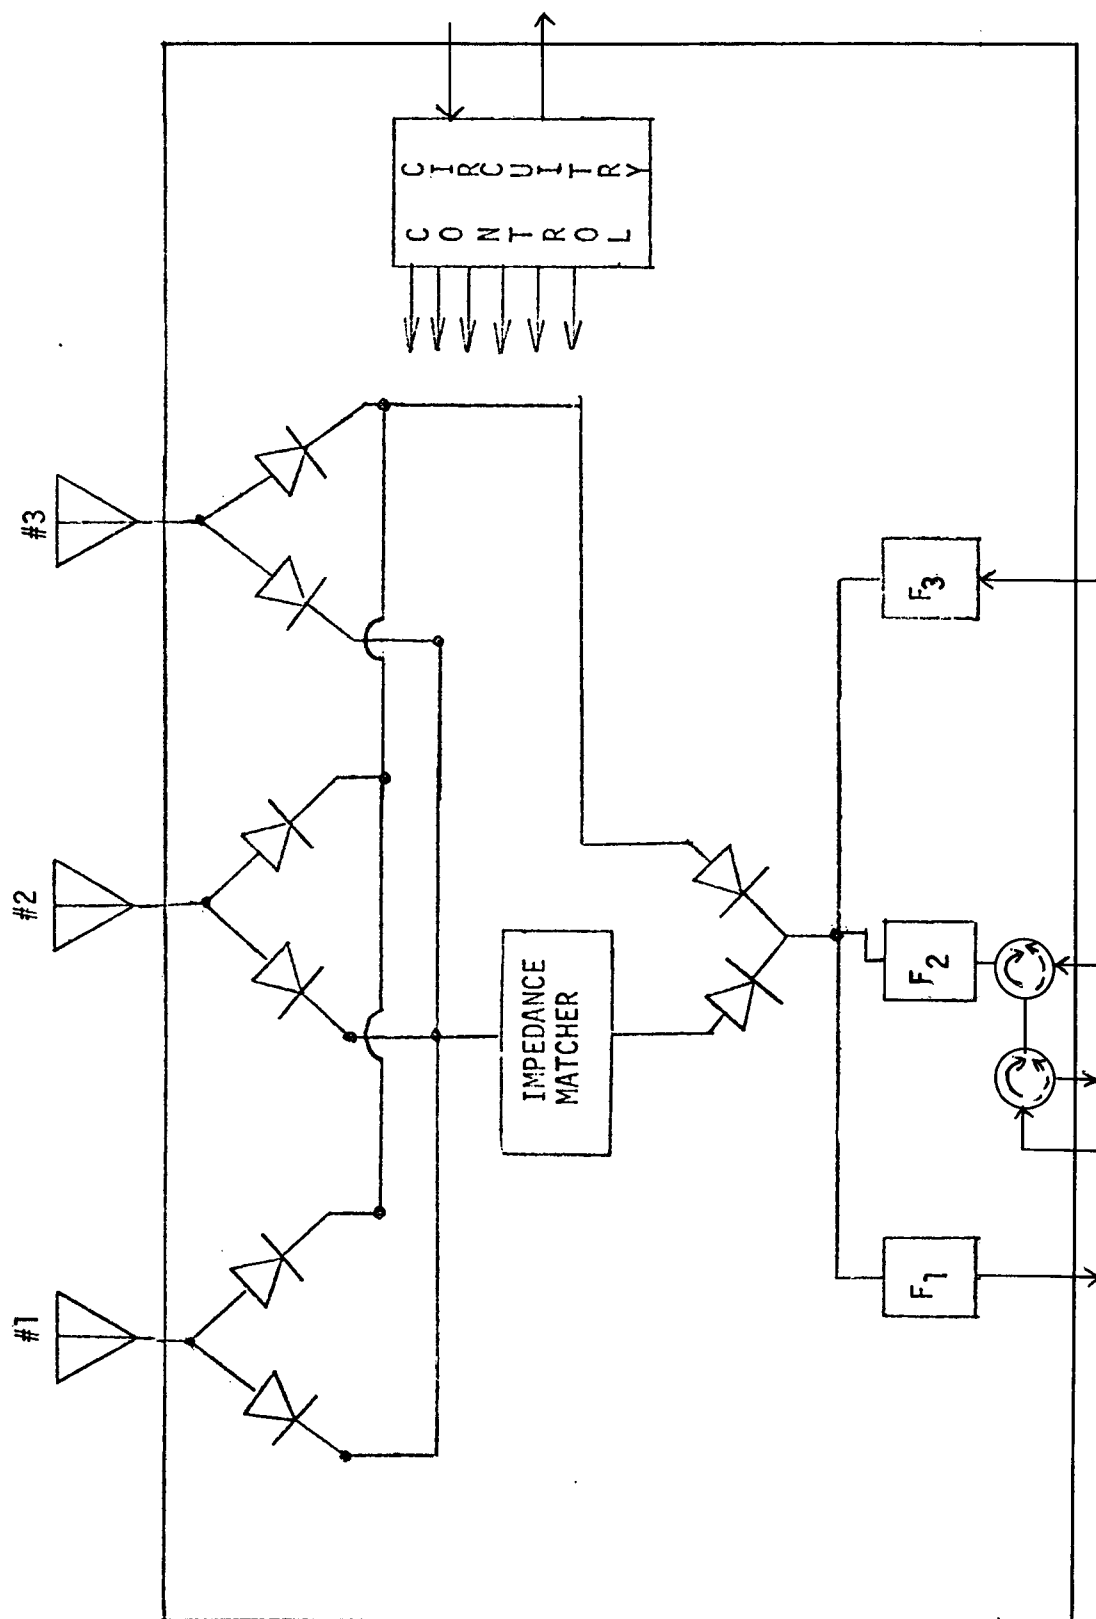 #1
#2
#3
CONTROL
CIRCUITRY
IMPEDANCE
MATCHER
F1
F2
F3